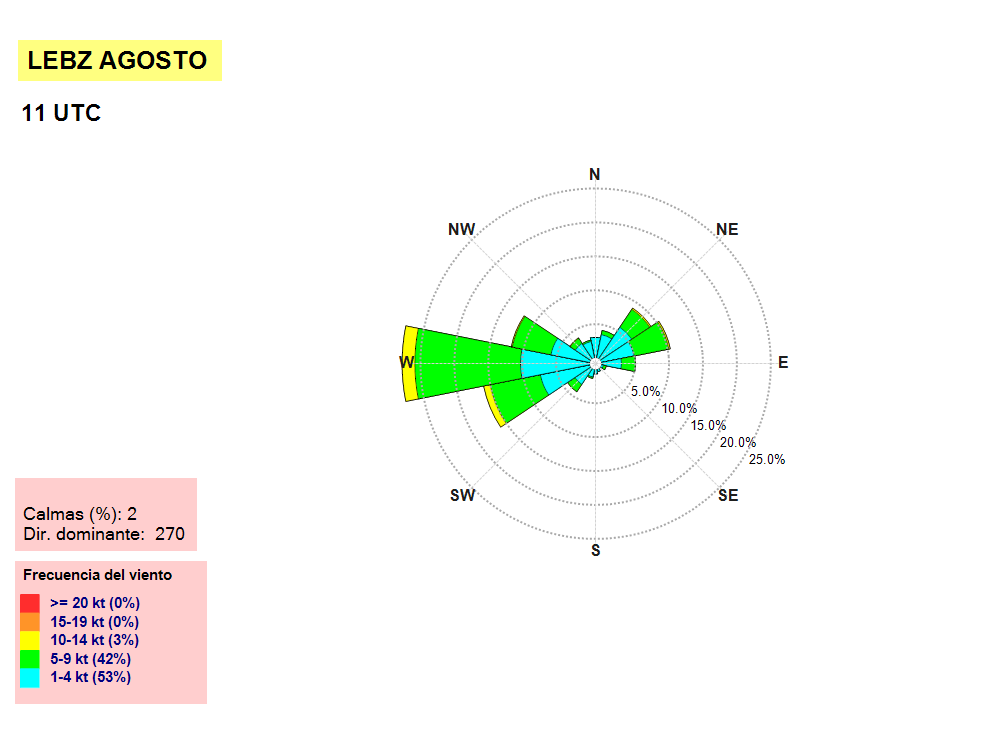 LEBZ AGOSTO
11 UTC
N
NW
NE
W
E
5.0%
10.0%
15.0%
20.0%
25.0%
SW
SE
S
Calmas (%): 2
Dir. dominante: 270
Frecuencia del viento
>= 20 kt (0%)
15-19 kt (0%)
10-14 kt (3%)
5-9 kt (42%)
1-4 kt (53%)